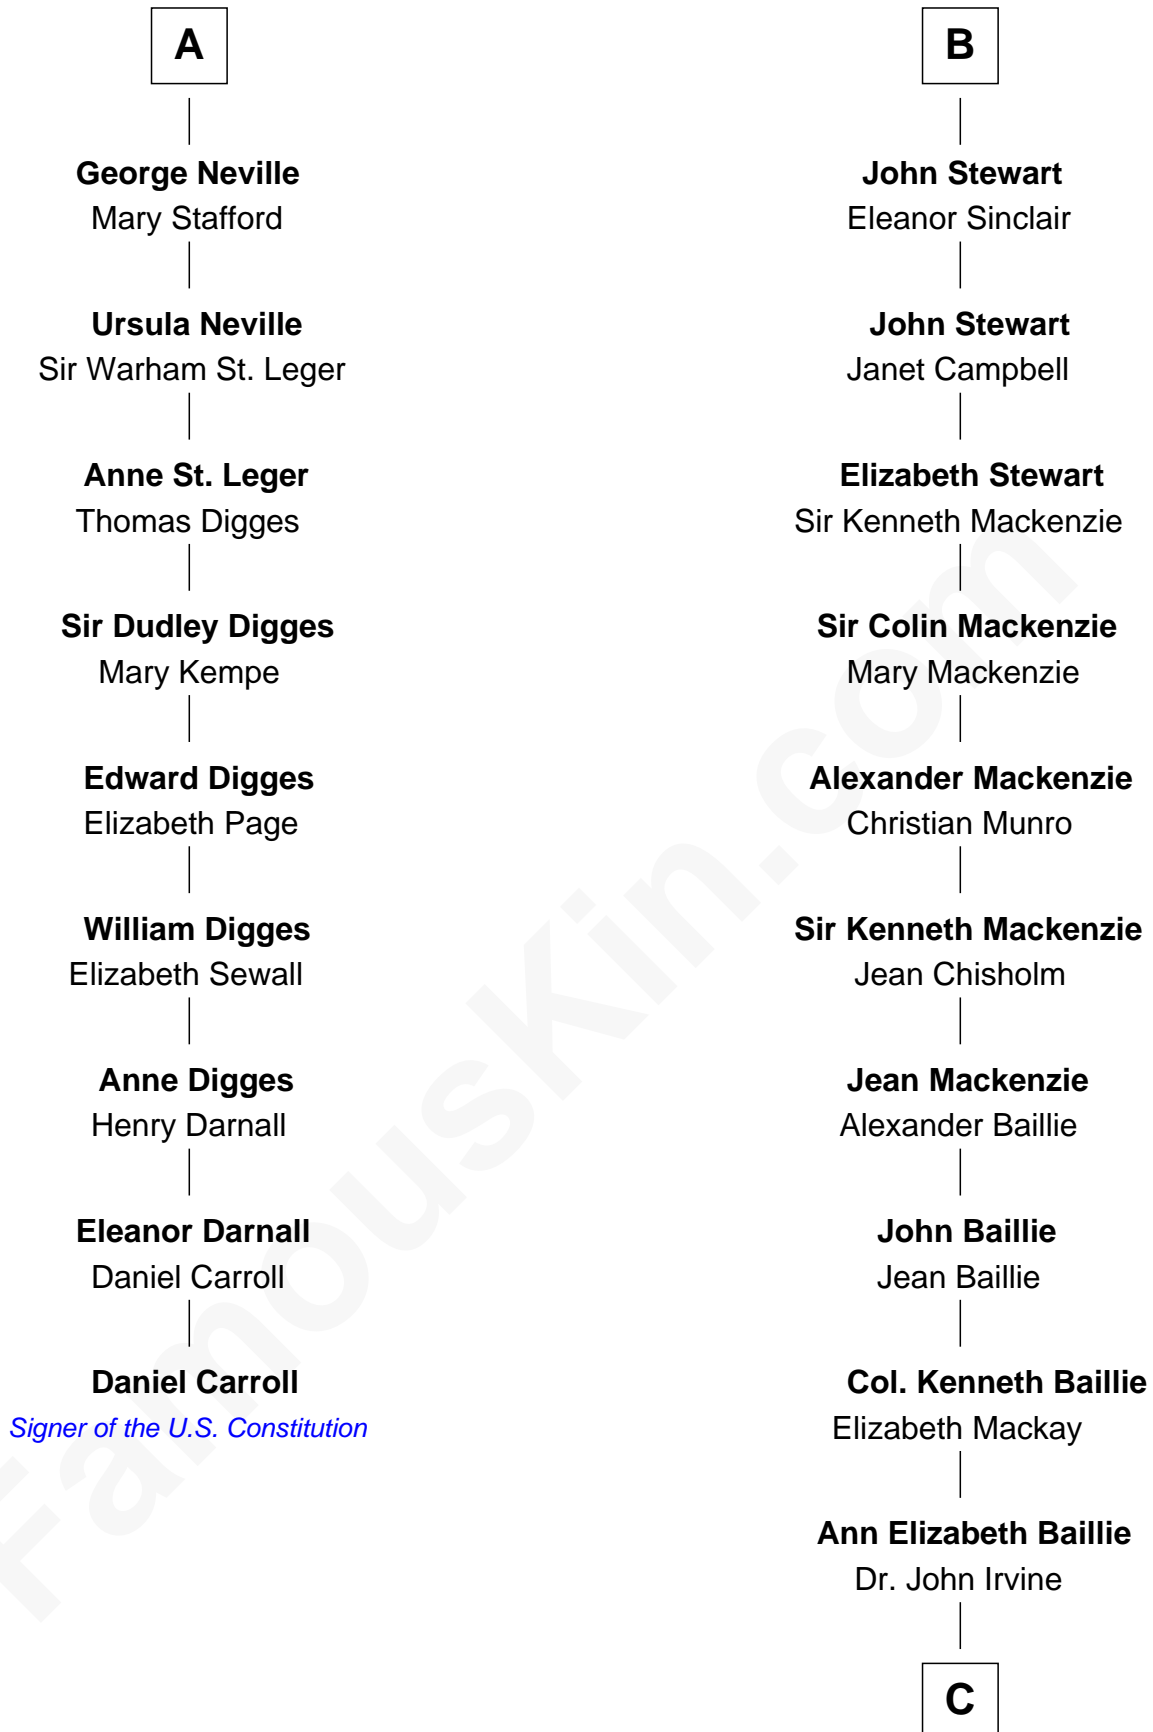 A
George Neville
Mary Stafford
Ursula Neville
Sir Warham St. Leger
Anne St. Leger
Thomas Digges
Sir Dudley Digges
Mary Kempe
Edward Digges
Elizabeth Page
William Digges
Elizabeth Sewall
Anne Digges
Henry Darnall
Eleanor Darnall
Daniel Carroll
Daniel Carroll
Signer of the U.S. Constitution
B
John Stewart
Eleanor Sinclair
John Stewart
Janet Campbell
Elizabeth Stewart
Sir Kenneth Mackenzie
Sir Colin Mackenzie
Mary Mackenzie
Alexander Mackenzie
Christian Munro
Sir Kenneth Mackenzie
Jean Chisholm
Jean Mackenzie
Alexander Baillie
John Baillie
Jean Baillie
Col. Kenneth Baillie
Elizabeth Mackay
Ann Elizabeth Baillie
Dr. John Irvine
C
FamousKin.com